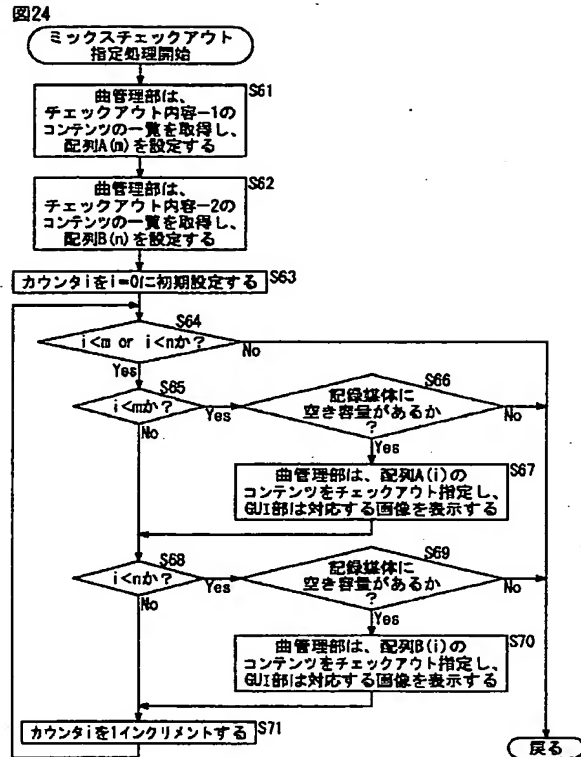 図24
ミックスチェックアウト
指定処理開始
S61
曲管理部は、
チェックアウト内容-1の
コンテンツの一覧を取得し、
配列A(m)を設定する
S62
曲管理部は、
チェックアウト内容-2の
コンテンツの一覧を取得し、
配列B(n)を設定する
カウンタiをi=0に初期設定する S63
S64
i<m or i<nか?
No
Yes
S65
i<mか?
Yes
No
S66
記録媒体に
空き容量があるか
?
No
Yes
S67
曲管理部は、配列A(i)の
コンテンツをチェックアウト指定し、
GUI部は対応する画像を表示する
S68
i<nか?
Yes
No
S69
記録媒体に
空き容量があるか
?
No
Yes
S70
曲管理部は、配列B(i)の
コンテンツをチェックアウト指定し、
GUI部は対応する画像を表示する
カウンタiを1インクリメントする S71
戻る